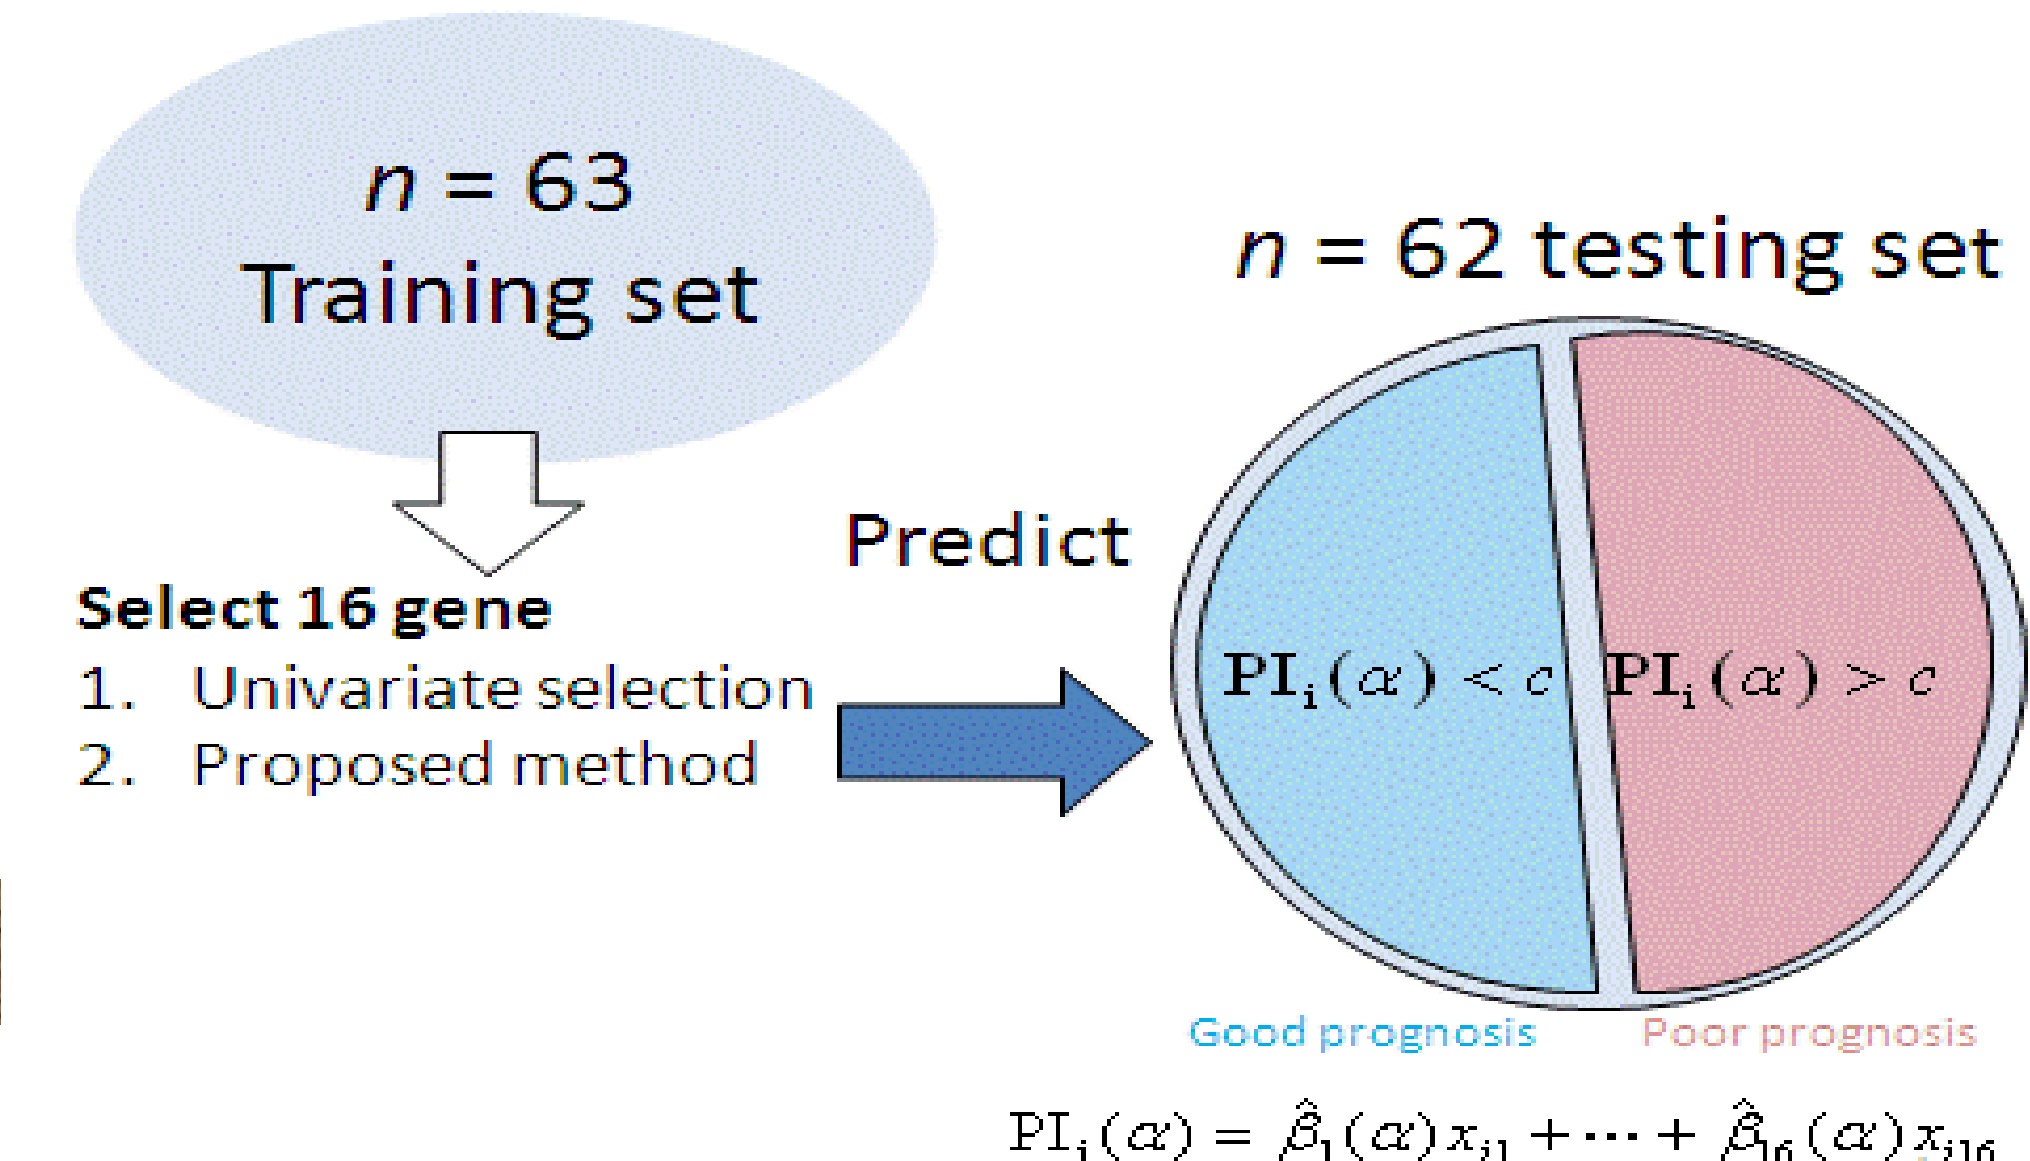 n = 63
Training set
Select 16 gene
1. Univariate selection
2. Proposed method
Predict
n = 62 testing set
PIᵢ(α) < c
PIᵢ(α) > c
Good prognosis
Poor prognosis
PIᵢ(α) = β̂₁(α)xᵢ₁ + ⋯ + β̂₁₆(α)xᵢ₁₆